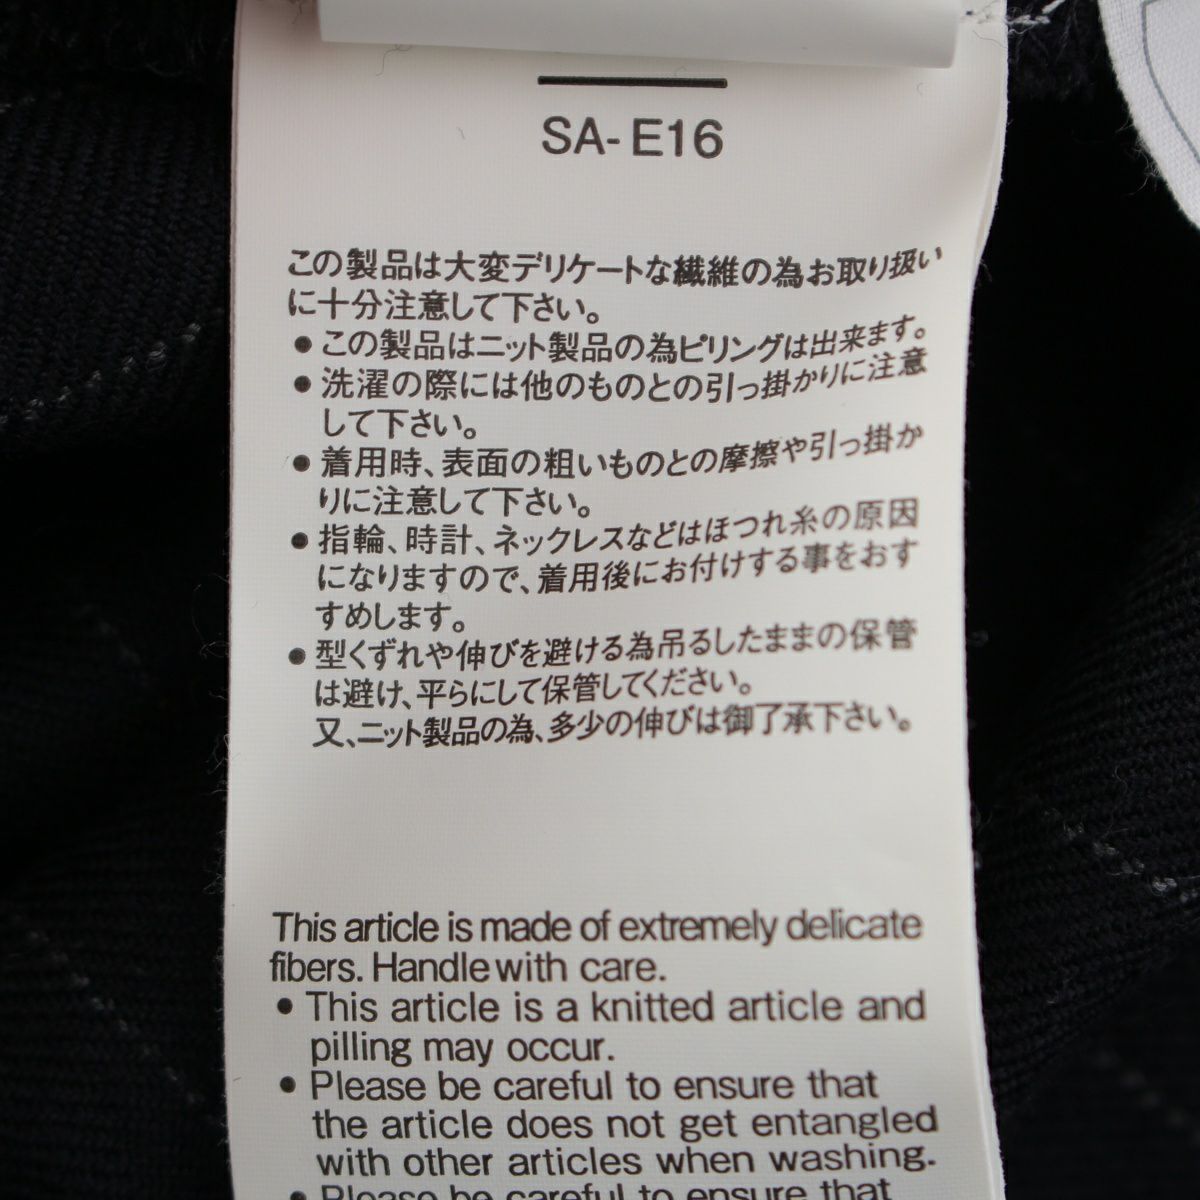 SA-E16
この製品は大変デリケートな繊維の為お取り扱い
に十分注意して下さい。
● この製品はニット製品の為ピリングは出来ます。
● 洗濯の際には他のものとの引っ掛かりに注意
して下さい。
● 着用時、表面の粗いものとの摩擦や引っ掛か
りに注意して下さい。
● 指輪、時計、ネックレスなどはほつれ糸の原因
になりますので、着用後にお付けする事をおす
すめします。
● 型くずれや伸びを避ける為吊るしたままの保管
は避け、平らにして保管してください。
又、ニット製品の為、多少の伸びは御了承下さい。
This article is made of extremely delicate
fibers. Handle with care.
● This article is a knitted article and
pilling may occur.
● Please be careful to ensure that
the article does not get entangled
with other articles when washing.
● Please be careful to ensure that